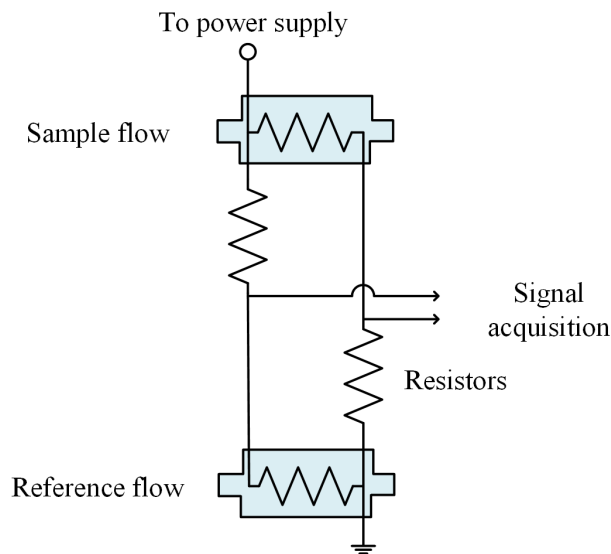 To power supply
Sample flow
Signal
acquisition
Resistors
Reference flow